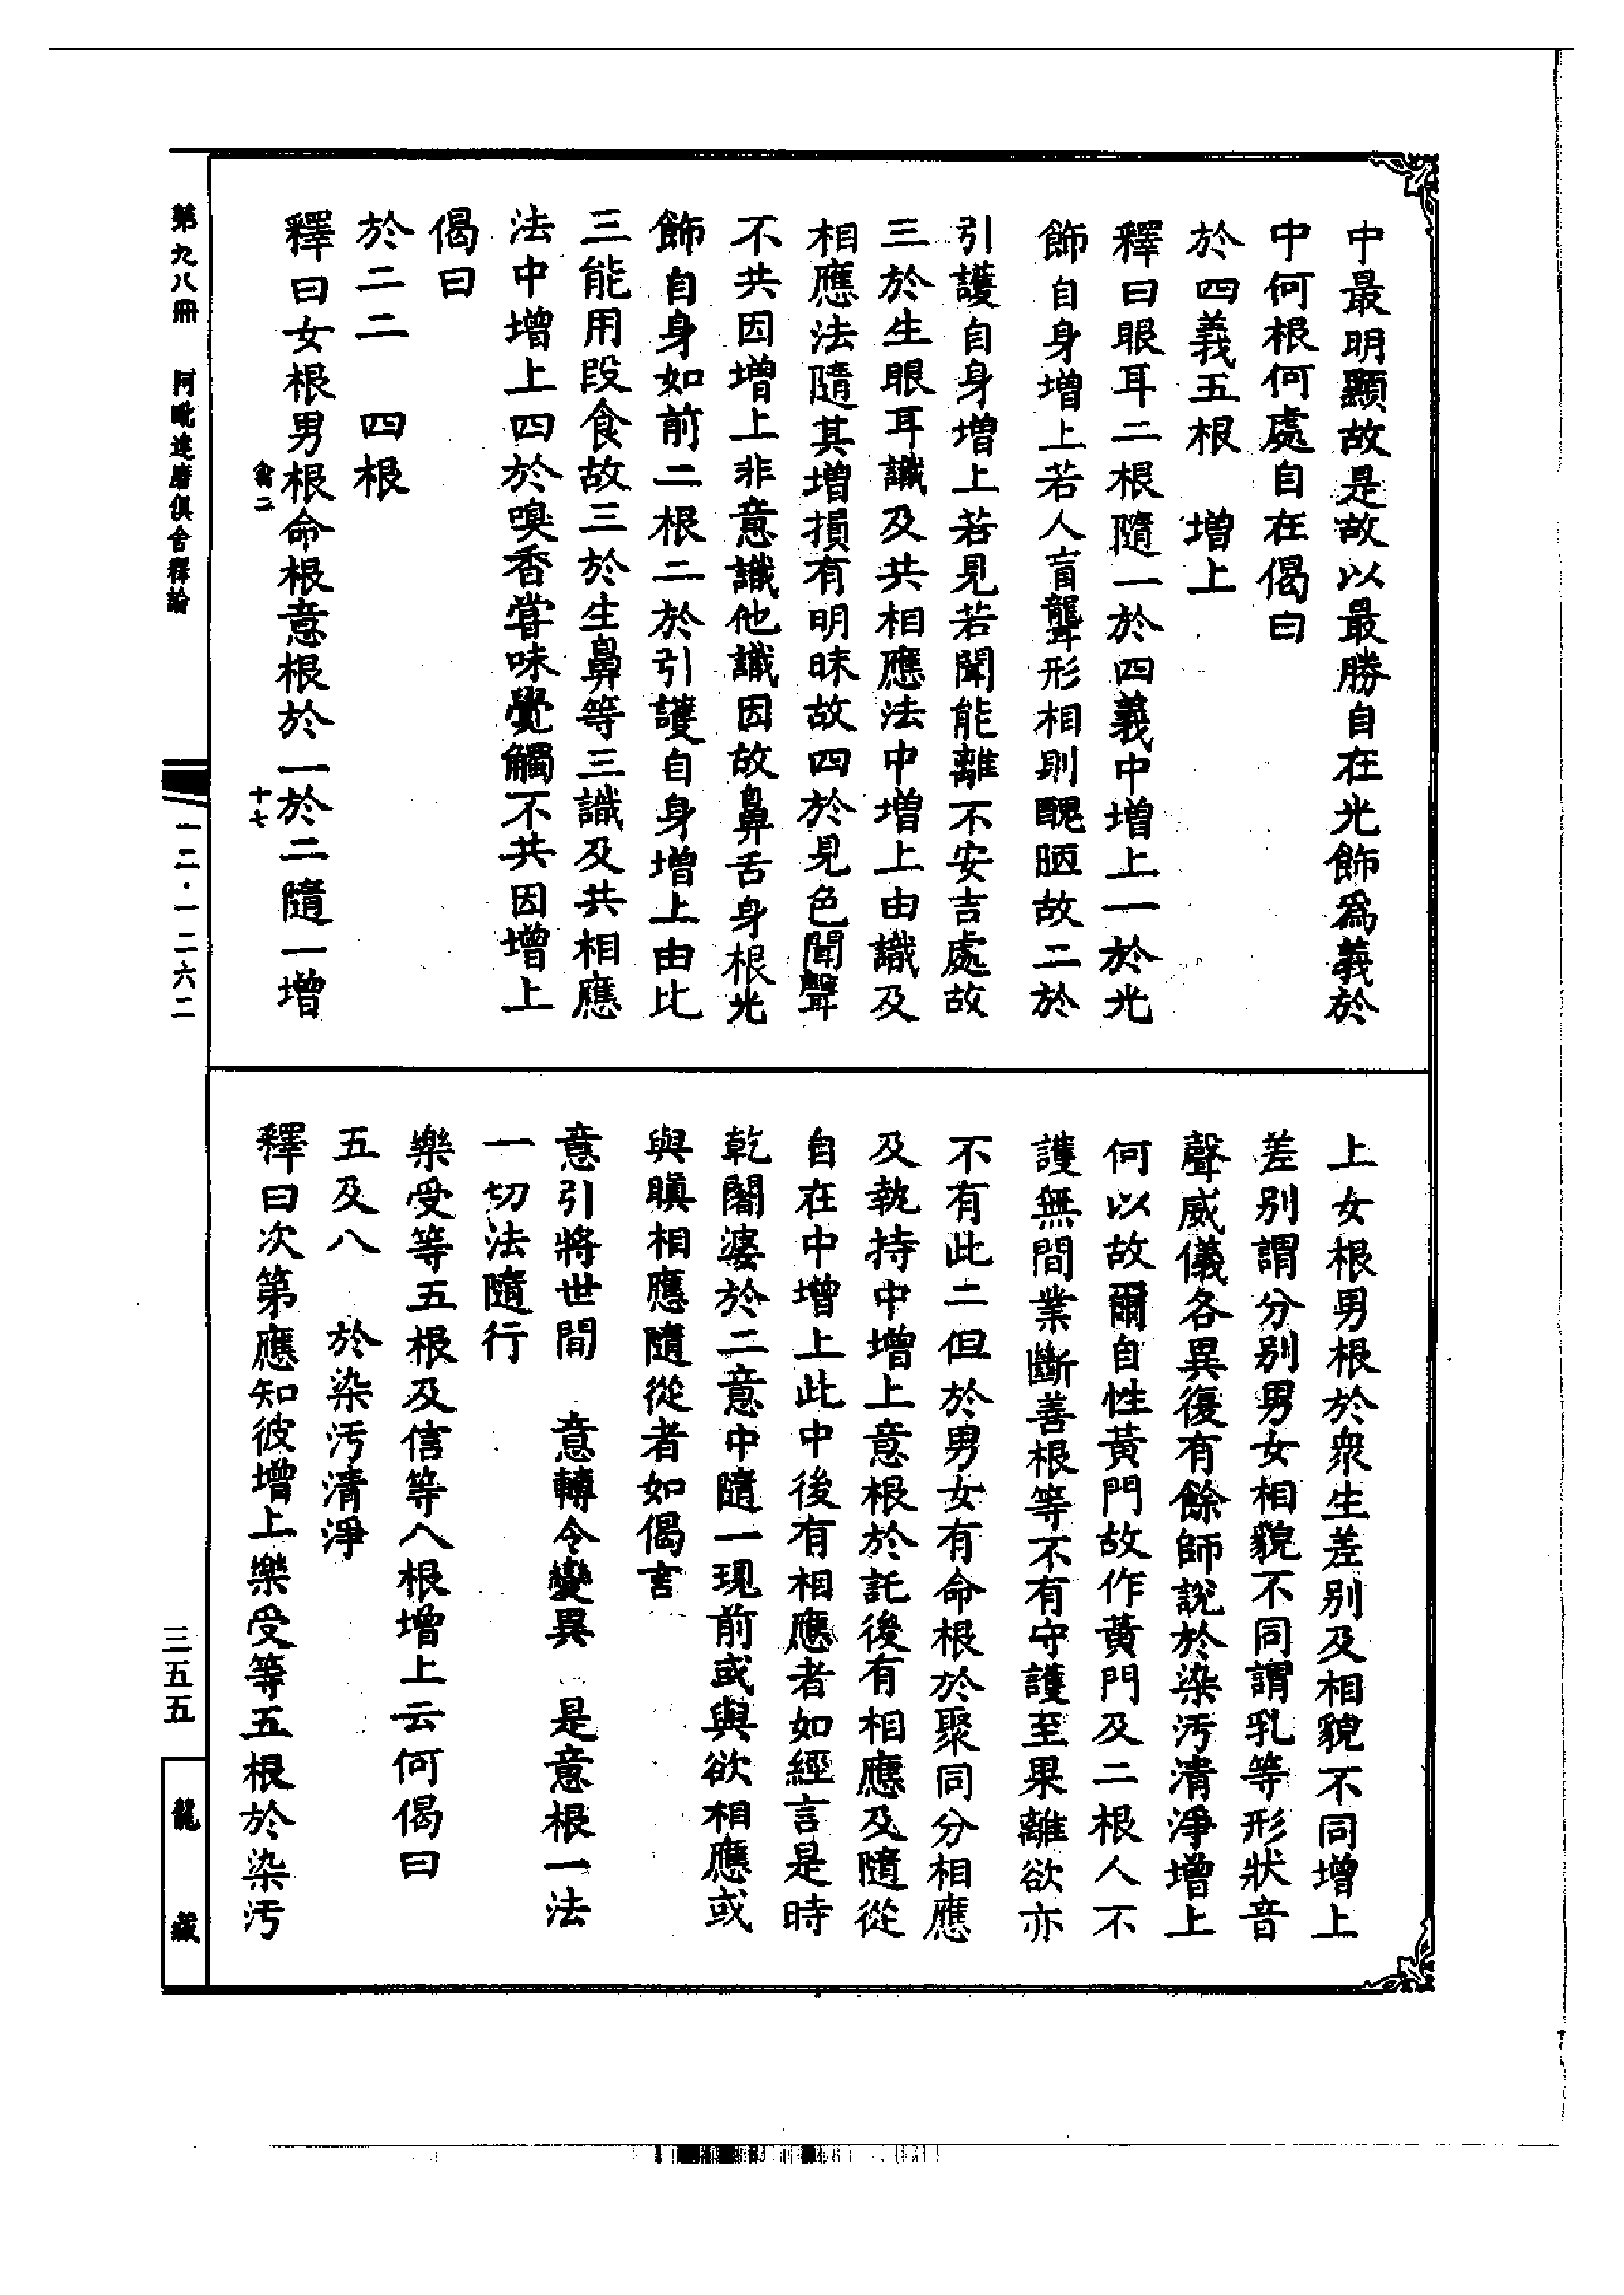 中最明顯故是故以最勝自在光飾為義於
中何根何處自在偈曰
於四義五根　增上
釋曰眼耳二根隨一於四義中增上一於光
飾自身增上若人盲聾形相則醜陋故二於
引護自身增上若見若聞能離不安吉處故
三於生眼耳識及共相應法中增上由識及
相應法隨其增損有明昧故四於見色聞聲
不共因增上非意識他識因故鼻舌身根光
飾自身如前二根二於引護自身增上由比
三能用段食故三於生鼻等三識及共相應
法中增上四於嗅香嘗味覺觸不共因增上
偈曰
於二二　四根
釋曰女根男根命根意根於一於二隨一增
上女根男根於眾生差別及相貌不同增上
差別謂分別男女相貌不同謂乳等形狀音
聲威儀各異復有餘師說於染污清淨增上
何以故爾自性黃門故作黃門及二根人不
護無間業斷善根等不有守護至果離欲亦
不有此二但於男女有命根於聚同分相應
及執持中增上意根於託後有相應及隨從
自在中增上此中後有相應者如經言是時
乾闥婆於二意中隨一現前或與欲相應或
與瞋相應隨從者如偈言
意引將世間　意轉令變異　是意根一法
一切法隨行
樂受等五根及信等八根增上云何偈曰
五及八　於染污清淨
釋曰次第應知彼增上樂受等五根於染污
第九八冊　阿毗達磨俱舍釋論
禽二
十七
一二·一二六二
三五五
龍藏